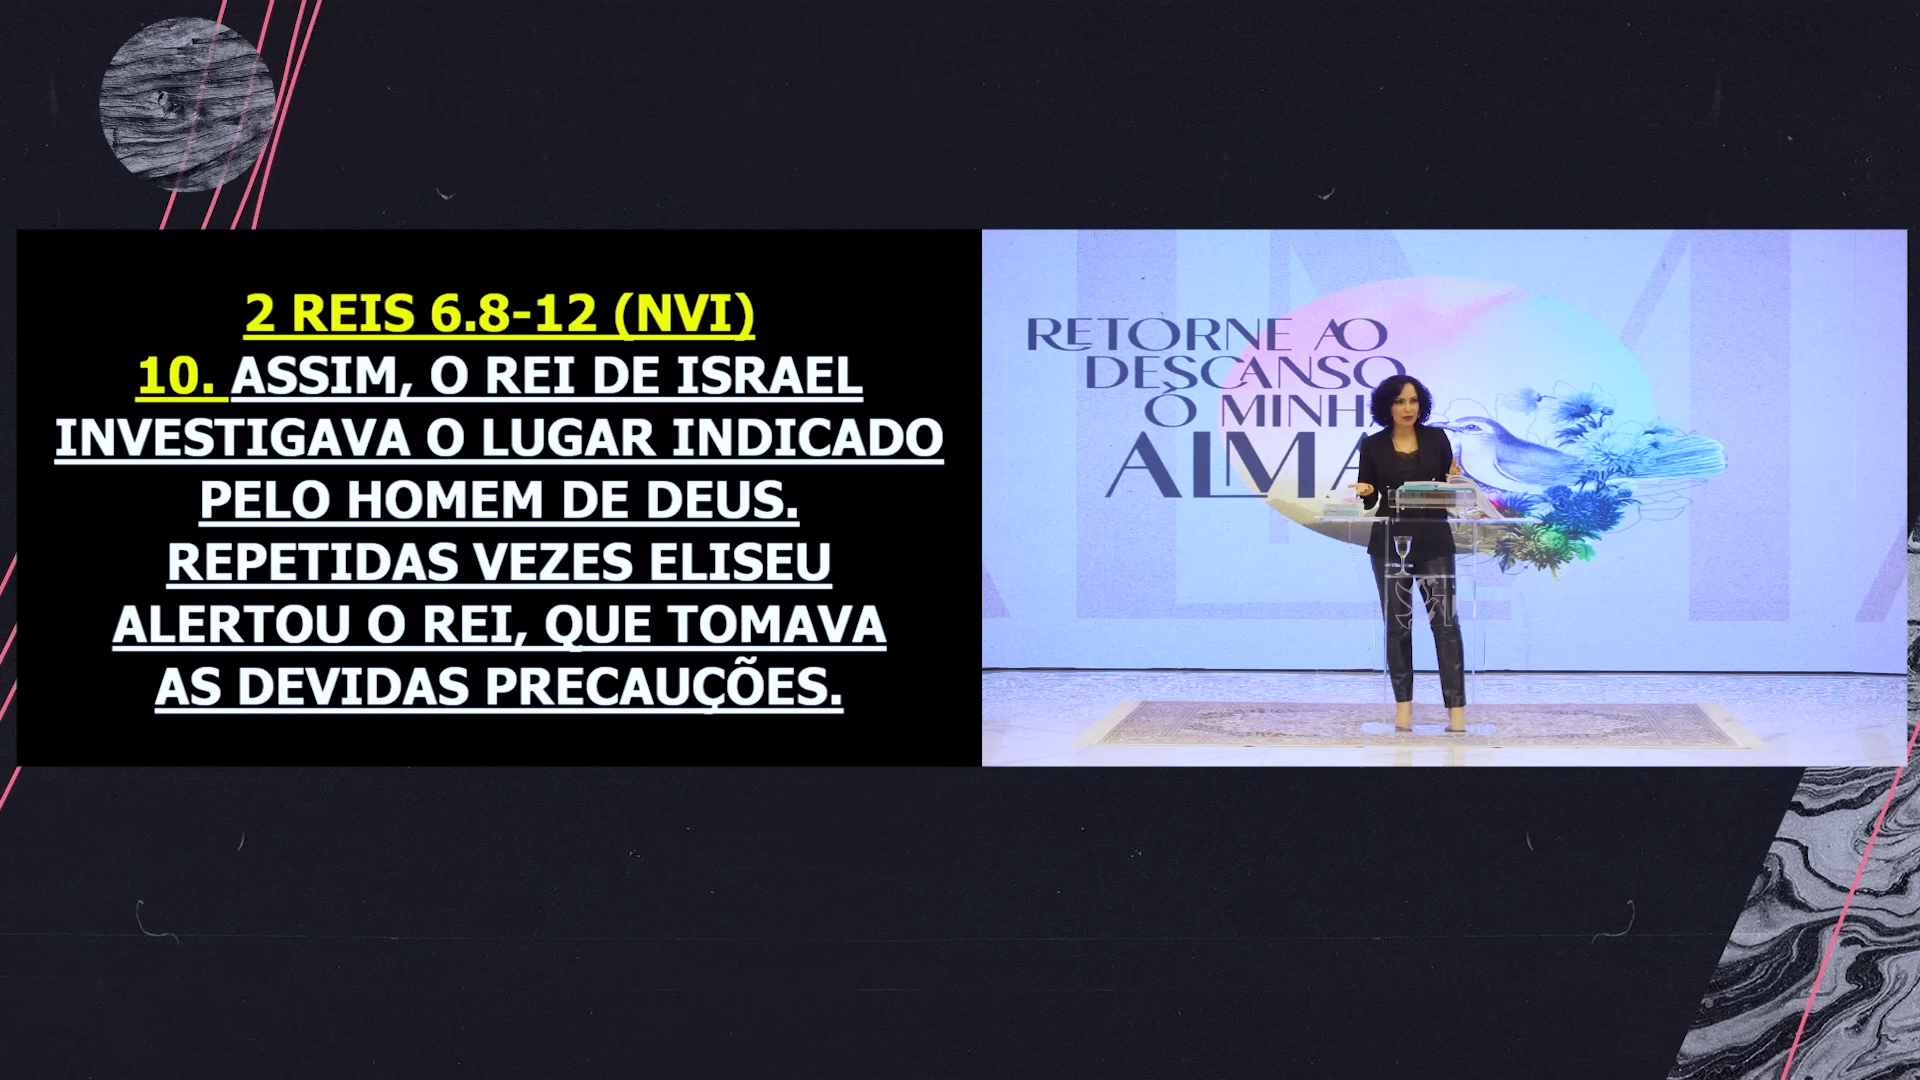 2 REIS 6.8-12 (NVI)
10. ASSIM, O REI DE ISRAEL
INVESTIGAVA O LUGAR INDICADO
PELO HOMEM DE DEUS.
REPETIDAS VEZES ELISEU
ALERTOU O REI, QUE TOMAVA
AS DEVIDAS PRECAUÇÕES.
RETORNE AO
DESCANSO
Ó MINHA
ALMA